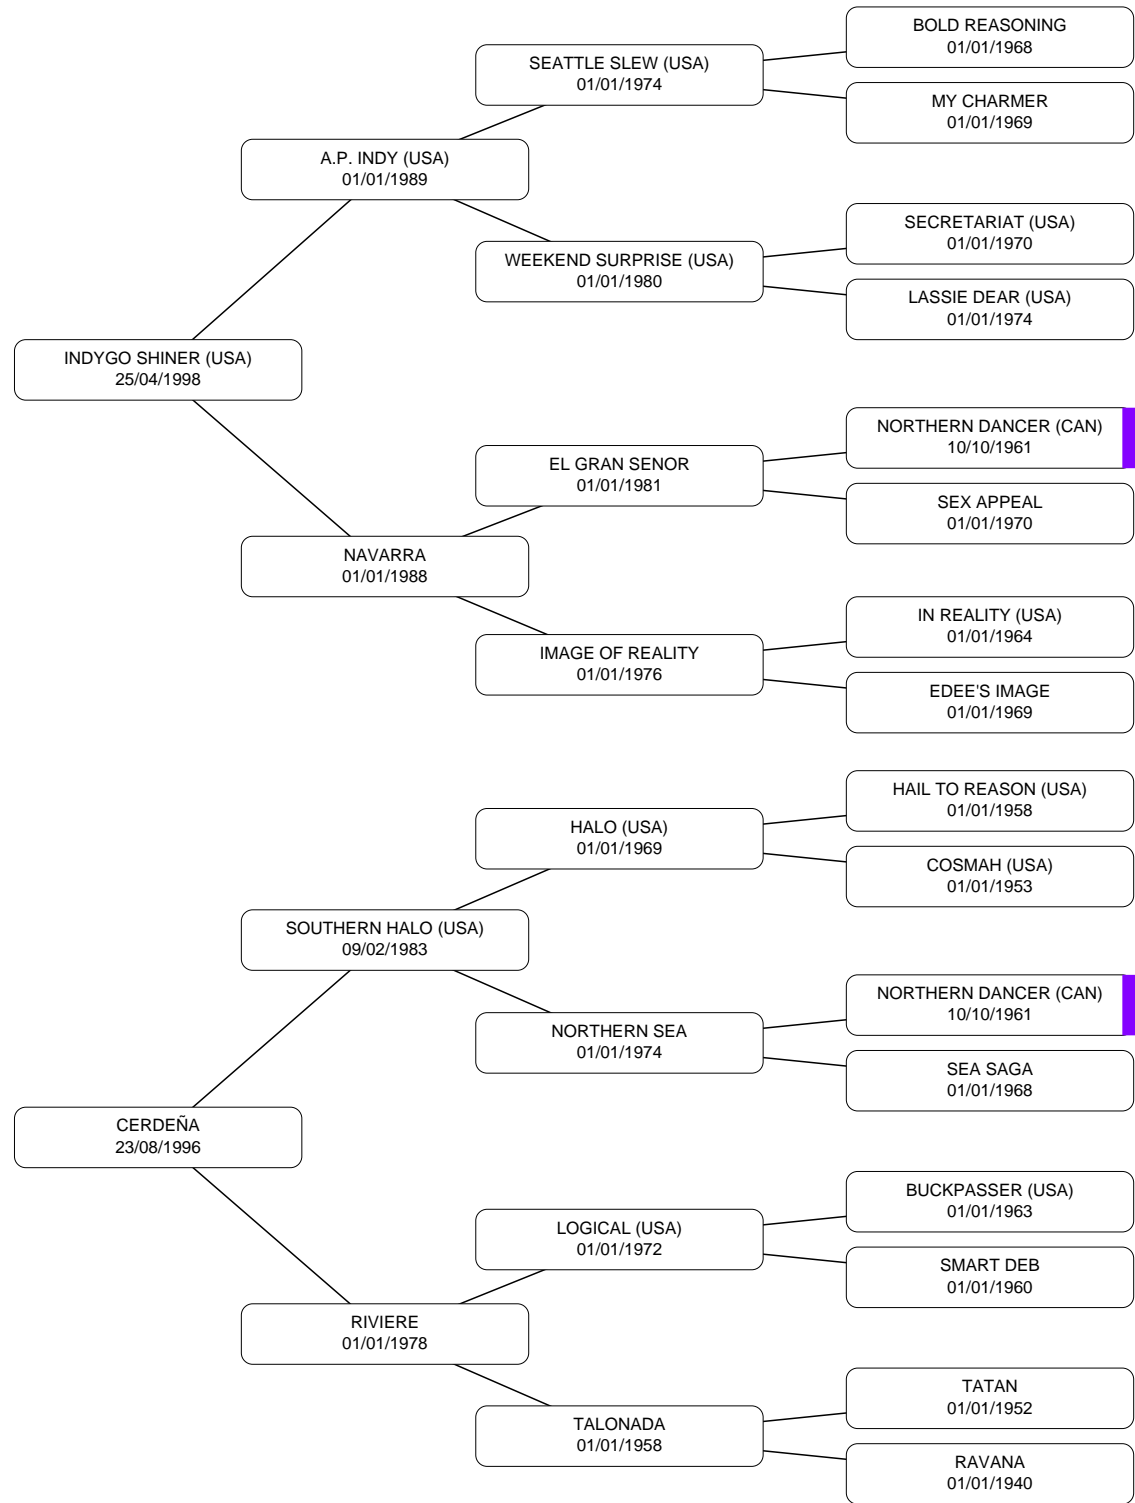 BOLD REASONING
01/01/1968
SEATTLE SLEW (USA)
01/01/1974
MY CHARMER
01/01/1969
A.P. INDY (USA)
01/01/1989
SECRETARIAT (USA)
01/01/1970
WEEKEND SURPRISE (USA)
01/01/1980
LASSIE DEAR (USA)
01/01/1974
INDYGO SHINER (USA)
25/04/1998
NORTHERN DANCER (CAN)
10/10/1961
EL GRAN SENOR
01/01/1981
SEX APPEAL
01/01/1970
NAVARRA
01/01/1988
IN REALITY (USA)
01/01/1964
IMAGE OF REALITY
01/01/1976
EDEE'S IMAGE
01/01/1969
HAIL TO REASON (USA)
01/01/1958
HALO (USA)
01/01/1969
COSMAH (USA)
01/01/1953
SOUTHERN HALO (USA)
09/02/1983
NORTHERN DANCER (CAN)
10/10/1961
NORTHERN SEA
01/01/1974
SEA SAGA
01/01/1968
CERDEÑA
23/08/1996
BUCKPASSER (USA)
01/01/1963
LOGICAL (USA)
01/01/1972
SMART DEB
01/01/1960
RIVIERE
01/01/1978
TATAN
01/01/1952
TALONADA
01/01/1958
RAVANA
01/01/1940